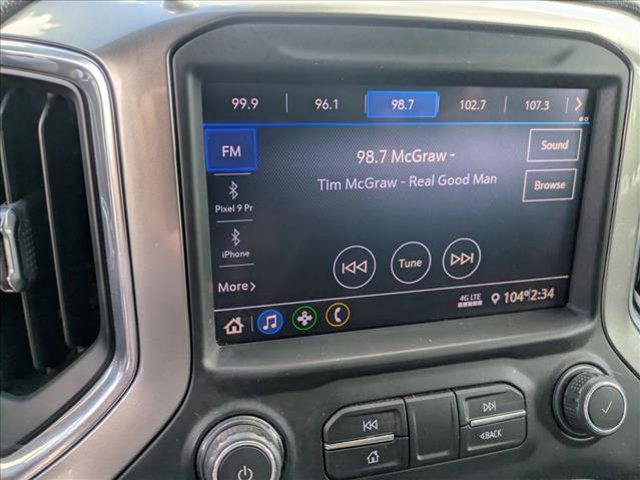 99.9 96.1 98.7 102.7 107.3
FM
98.7 McGraw -
Sound
Tim McGraw - Real Good Man
Browse
Pixel 9 Pr
iPhone
Tune
More
4G LTE
104° 2:34
BACK